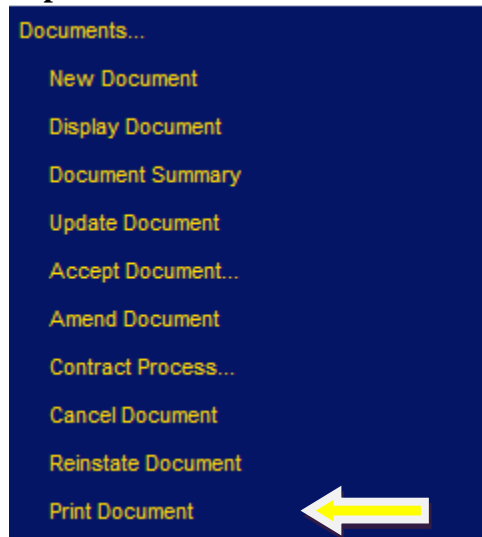 Documents...
New Document
Display Document
Document Summary
Update Document
Accept Document...
Amend Document
Contract Process...
Cancel Document
Reinstate Document
Print Document